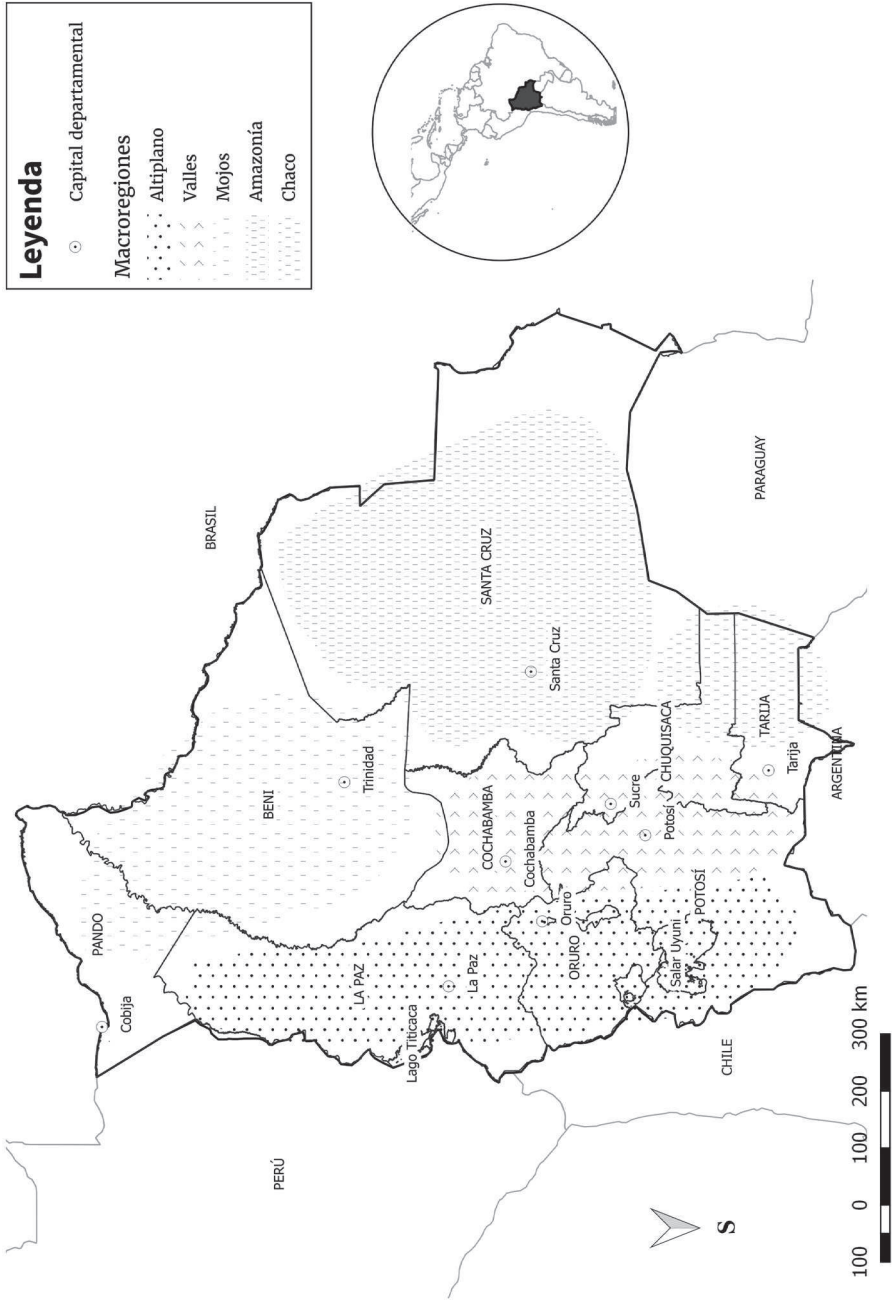 Leyenda
Capital departamental
Macroregiones
Altiplano
Valles
Mojos
Amazonía
Chaco
BRASIL
PANDO
Cobija
BENI
Trinidad
PERÚ
LA PAZ
Lago Titicaca
La Paz
COCHABAMBA
Cochabamba
SANTA CRUZ
Santa Cruz
Oruro
ORURO
Sucre
Potosí
CHUQUISACA
Salar Uyuni
POTOSÍ
TARIJA
Tarija
PARAGUAY
CHILE
ARGENTINA
S
100 0 100 200 300 km